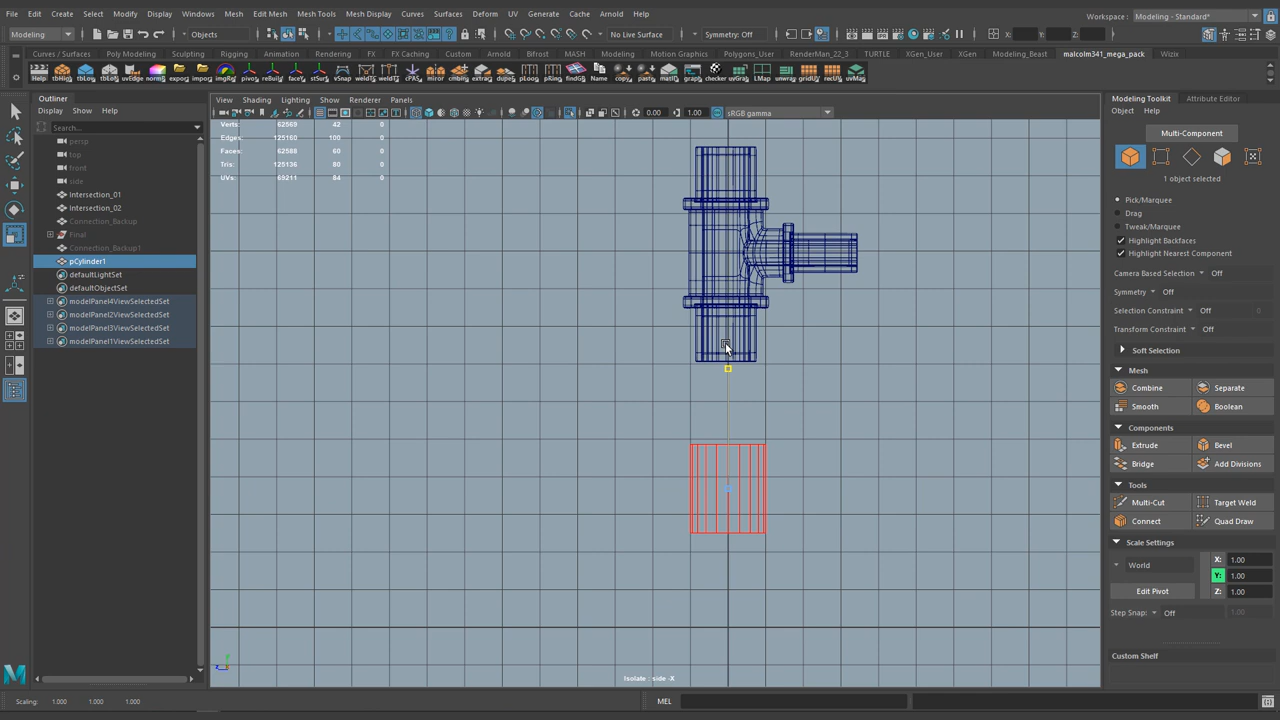 File Edit Create Select Modify Display Windows Mesh Edit Mesh Mesh Tools Mesh Display Curves Surfaces Deform UV Generate Cache Arnold Help
Workspace: Modeling - Standard*
Modeling Objects No Live Surface Symmetry: Off X: Y: Z:
Curves / Surfaces Poly Modeling Sculpting Rigging Animation Rendering FX FX Caching Custom Arnold Bifrost MASH Modeling Motion Graphics Polygons_User RenderMan_22_3 TURTLE XGen_User XGen Modeling_Beast malcolm341_mega_pack Wizix
Outliner
Display Show Help
Search...
persp
top
front
side
Intersection_01
Intersection_02
Connection_Backup
Final
Connection_Backup1
pCylinder1
defaultLightSet
defaultObjectSet
modelPanel4ViewSelectedSet
modelPanel2ViewSelectedSet
modelPanel3ViewSelectedSet
modelPanel1ViewSelectedSet
View Shading Lighting Show Renderer Panels
0.00 1.00 sRGB gamma
Verts: 62569 42 0
Edges: 125160 100 0
Faces: 62588 60 0
Tris: 125136 80 0
UVs: 69211 84 0
Isolate : side -X
Modeling Toolkit Attribute Editor
Object Help
Multi-Component
1 object selected
Pick/Marquee
Drag
Tweak/Marquee
Highlight Backfaces
Highlight Nearest Component
Camera Based Selection Off
Symmetry Off
Selection Constraint Off 0
Transform Constraint Off
Soft Selection
Mesh
Combine Separate
Smooth Boolean
Components
Extrude Bevel
Bridge Add Divisions
Tools
Multi-Cut Target Weld
Connect Quad Draw
Scale Settings
World X: 1.00
Y: 1.00
Edit Pivot Z: 1.00
Step Snap: Off 1.00
Custom Shelf
Scaling: 1.000 1.000 1.000 MEL